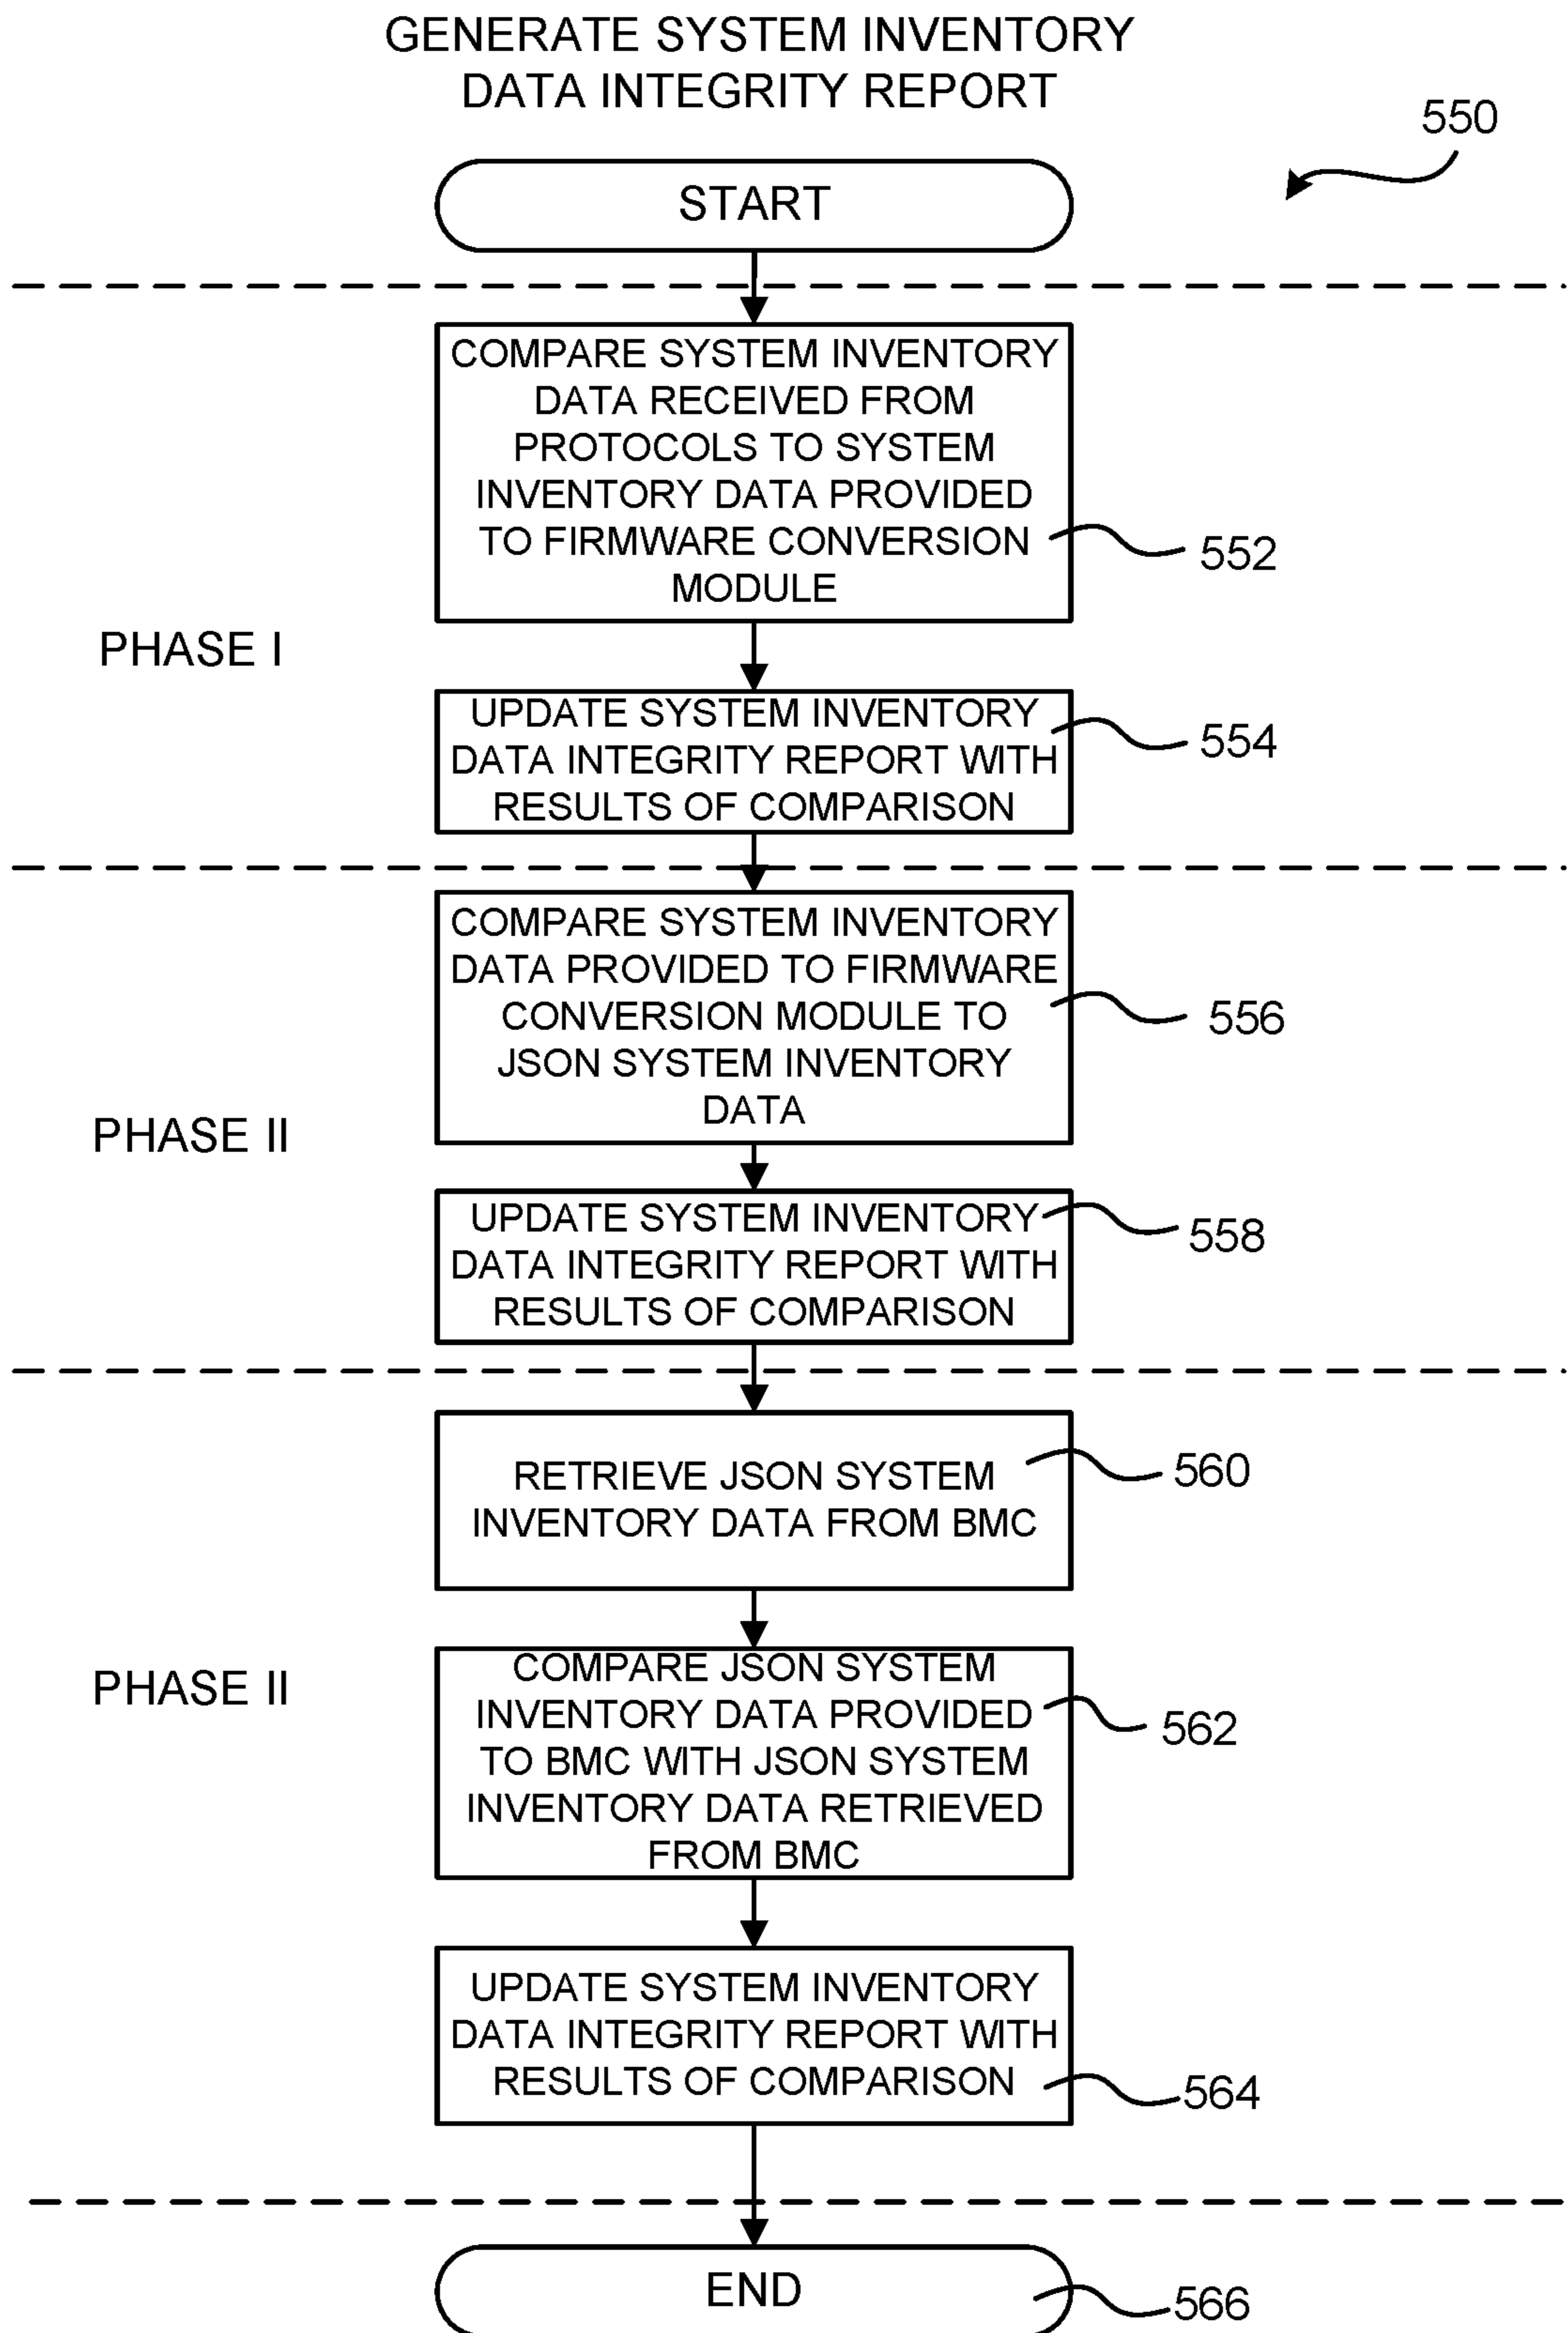 GENERATE SYSTEM INVENTORY
DATA INTEGRITY REPORT
550
START
COMPARE SYSTEM INVENTORY
DATA RECEIVED FROM
PROTOCOLS TO SYSTEM
INVENTORY DATA PROVIDED
TO FIRMWARE CONVERSION
MODULE
552
PHASE I
UPDATE SYSTEM INVENTORY
DATA INTEGRITY REPORT WITH
RESULTS OF COMPARISON
554
COMPARE SYSTEM INVENTORY
DATA PROVIDED TO FIRMWARE
CONVERSION MODULE TO
JSON SYSTEM INVENTORY
DATA
556
PHASE II
UPDATE SYSTEM INVENTORY
DATA INTEGRITY REPORT WITH
RESULTS OF COMPARISON
558
RETRIEVE JSON SYSTEM
INVENTORY DATA FROM BMC
560
PHASE II
COMPARE JSON SYSTEM
INVENTORY DATA PROVIDED
TO BMC WITH JSON SYSTEM
INVENTORY DATA RETRIEVED
FROM BMC
562
UPDATE SYSTEM INVENTORY
DATA INTEGRITY REPORT WITH
RESULTS OF COMPARISON
564
END
566